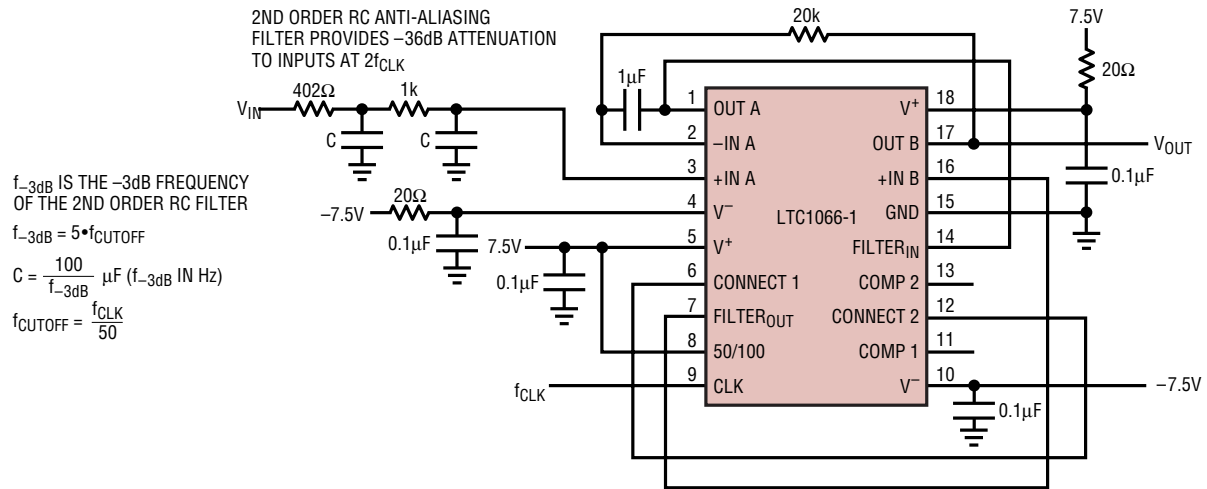 2ND ORDER RC ANTI-ALIASING
FILTER PROVIDES –36dB ATTENUATION
TO INPUTS AT 2fCLK
20k
7.5V
20Ω
1µF
402Ω
1k
VIN
C
C
1 OUT A
2 –IN A
3 +IN A
4 V–
5 V+
6 CONNECT 1
7 FILTEROUT
8 50/100
9 CLK
LTC1066-1
V+ 18
OUT B 17
+IN B 16
GND 15
FILTERIN 14
COMP 2 13
CONNECT 2 12
COMP 1 11
V– 10
VOUT
0.1µF
f–3dB IS THE –3dB FREQUENCY
OF THE 2ND ORDER RC FILTER
f–3dB = 5•fCUTOFF
C = 100/f–3dB µF (f–3dB IN Hz)
fCUTOFF = fCLK/50
–7.5V
20Ω
0.1µF
7.5V
0.1µF
fCLK
–7.5V
0.1µF